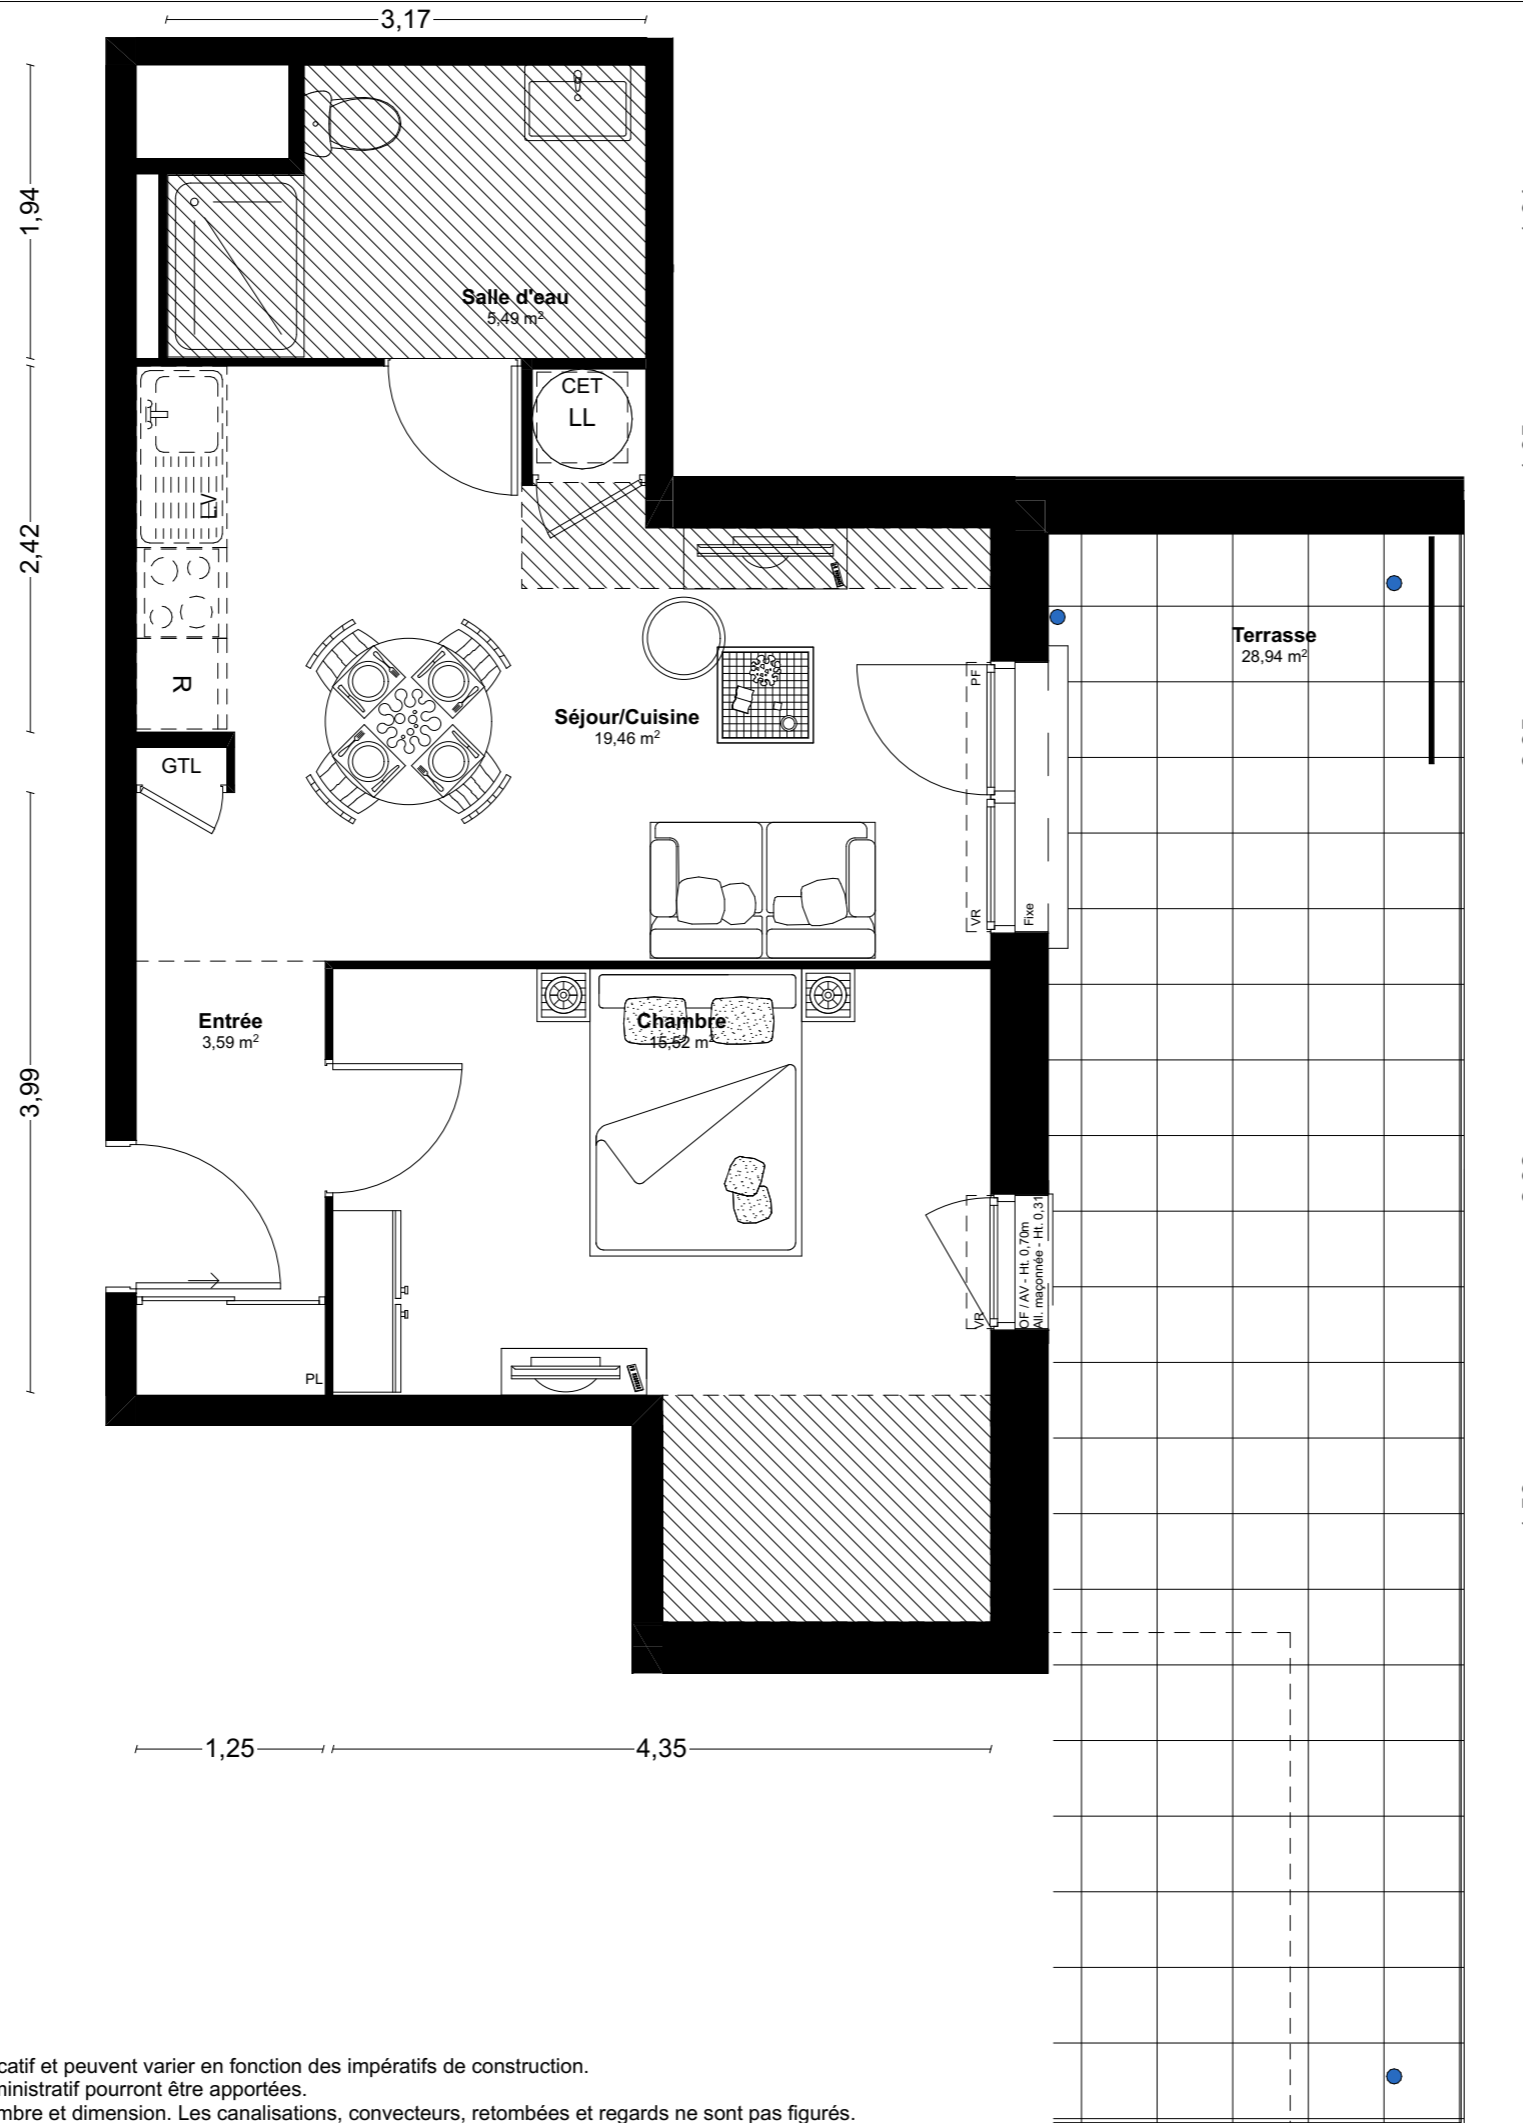 3,17
1,94
Salle d'eau
5,49 m²
CET
LL
LV
2,42
R
GTL
Séjour/Cuisine
19,46 m²
PF
Terrasse
28,94 m²
VR
Fixe
Entrée
3,59 m²
Chambre
15,52 m²
3,99
VR
OF / AV - Ht. 0,70m
All. maçonnée - Ht. 0,31
PL
1,25
4,35
catif et peuvent varier en fonction des impératifs de construction.
ministratif pourront être apportées.
mbre et dimension. Les canalisations, convecteurs, retombées et regards ne sont pas figurés.